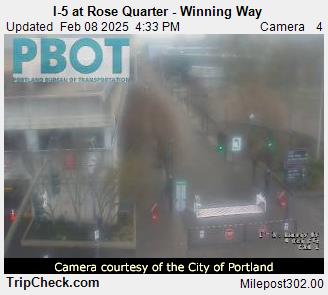 I-5 at Rose Quarter - Winning Way
Updated Feb 08 2025 4:33 PM Camera 4
PBOT
PORTLAND BUREAU OF TRANSPORTATION
Camera courtesy of the City of Portland
TripCheck.com Milepost302.00